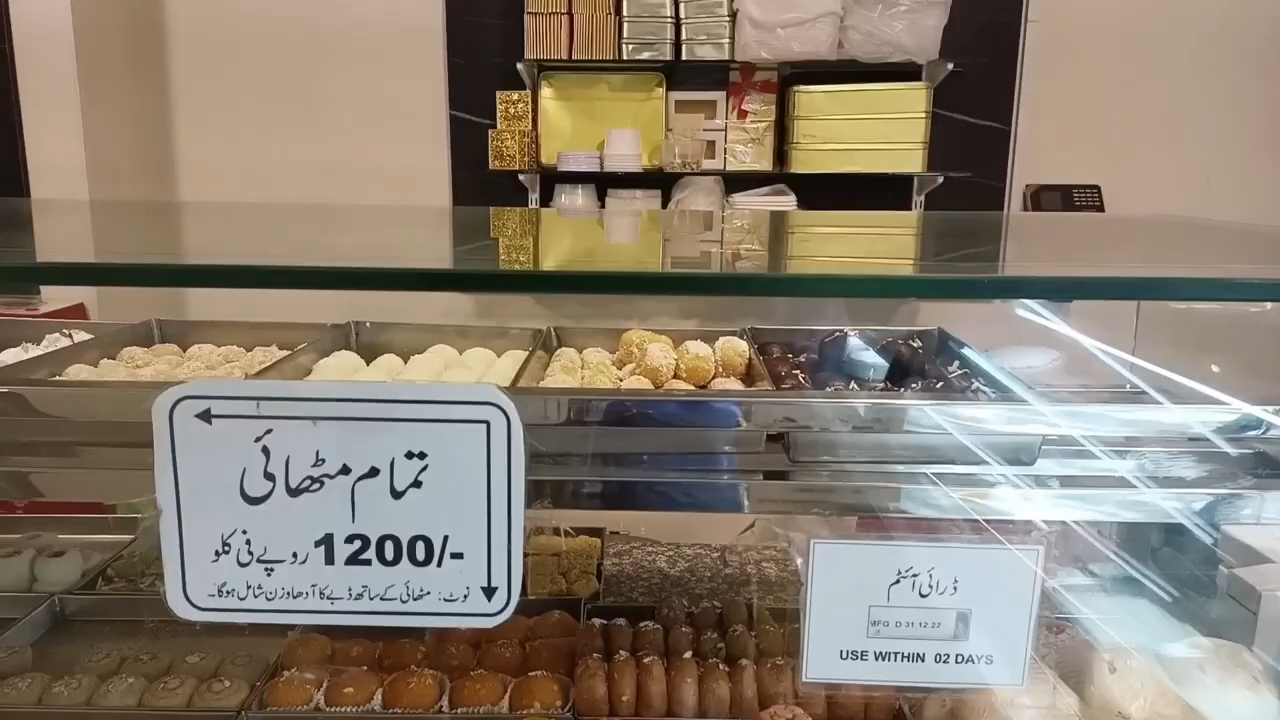 تمام مٹھائی
1200/- روپے فی کلو
نوٹ: مٹھائی کے ساتھ ڈبے کا آدھا وزن شامل ہوگا۔
ڈرائی آئٹم
MFG D 31.12.22
USE WITHIN 02 DAYS